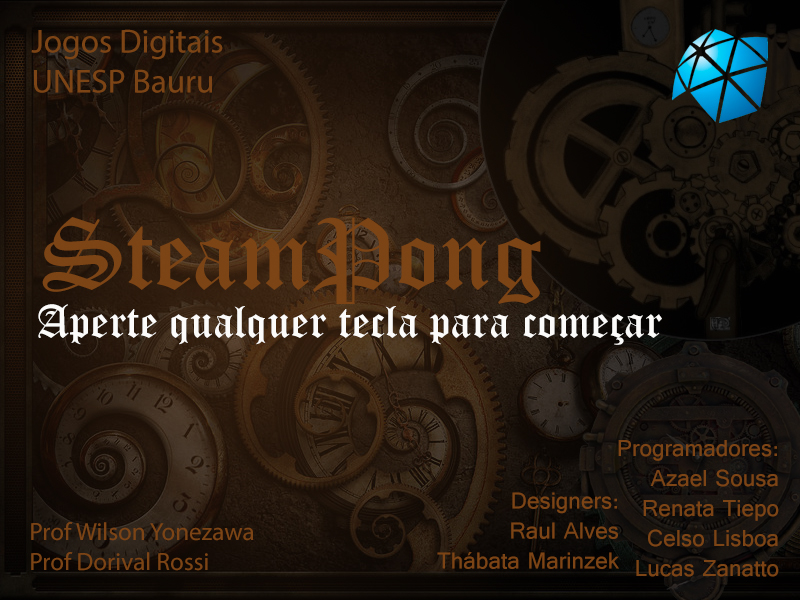 Jogos Digitais
UNESP Bauru
SteamPong
Aperte qualquer tecla para começar
Prof Wilson Yonezawa
Prof Dorival Rossi
Designers:
Raul Alves
Thábata Marinzek
Programadores:
Azael Sousa
Renata Tiepo
Celso Lisboa
Lucas Zanatto